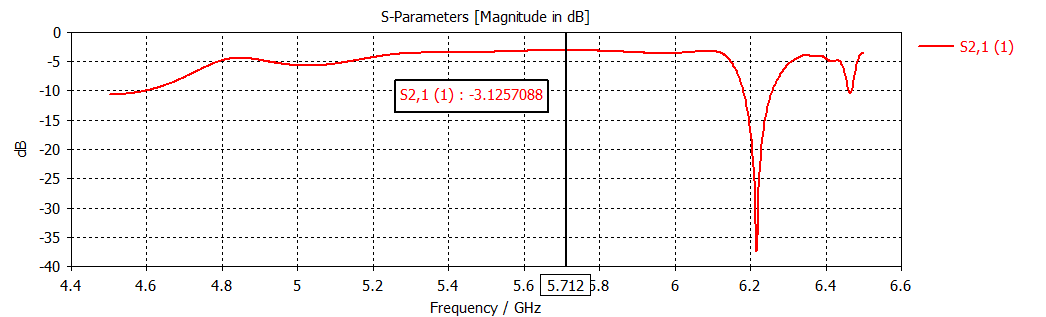 S-Parameters [Magnitude in dB]
0
-5
-10
-15
-20
-25
-30
-35
-40
dB
S2,1 (1) : -3.1257088
S2,1 (1)
4.4 4.6 4.8 5 5.2 5.4 5.6 5.712 5.8 6 6.2 6.4 6.6
Frequency / GHz